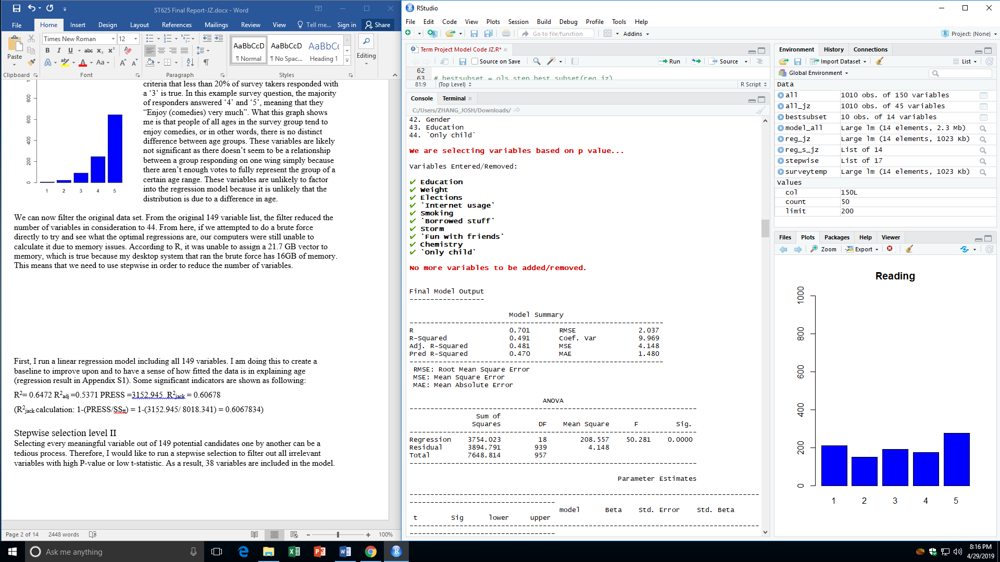 ST625 Final Report-JZ.docx - Word
File Home Insert Design Layout References Mailings Review View Tell me... Sign in Share
Paste
Times New Roman 12
B I U abc x₂ x²
Aa
AaBbCcD AaBbCcD AaBbCc
¶ Normal ¶ No Spac... Heading 1
Editing
Clipboard Font Paragraph Styles
criteria that less than 20% of survey takers responded with
a ‘3’ is true. In this example survey question, the majority
of responders answered ‘4’ and ‘5’, meaning that they
“Enjoy (comedies) very much”. What this graph shows
me is that people of all ages in the survey group tend to
enjoy comedies, or in other words, there is no distinct
difference between age groups. These variables are likely
not significant as there doesn’t seem to be a relationship
between a group responding on one wing simply because
there aren’t enough votes to fully represent the group of a
certain age range. These variables are unlikely to factor
into the regression model because it is unlikely that the
distribution is due to a difference in age.
800
600
400
200
0
1 2 3 4 5
We can now filter the original data set. From the original 149 variable list, the filter reduced the
number of variables in consideration to 44. From here, if we attempted to do a brute force
directly to try and see what the optimal regressions are, our computers were still unable to
calculate it due to memory issues. According to R, it was unable to assign a 21.7 GB vector to
memory, which is true because my desktop system that ran the brute force has 16GB of memory.
This means that we need to use stepwise in order to reduce the number of variables.
First, I run a linear regression model including all 149 variables. I am doing this to create a
baseline to improve upon and to have a sense of how fitted the data is in explaining age
(regression result in Appendix S1). Some significant indicators are shown as following:
R²= 0.6472 R²adj =0.5371 PRESS =3152.945 R²jack = 0.60678
(R²jack calculation: 1-(PRESS/SStt) = 1-(3152.945/ 8018.341) = 0.6067834)
Stepwise selection level II
Selecting every meaningful variable out of 149 potential candidates one by another can be a
tedious process. Therefore, I would like to run a stepwise selection to filter out all irrelevant
variables with high P-value or low t-statistic. As a result, 38 variables are included in the model.
Page 2 of 14 2448 words 100%
RStudio
File Edit Code View Plots Session Build Debug Profile Tools Help
Go to file/function Addins Project: (None)
Term Project Model Code JZ.R*
Source on Save Run Source
62
63 # bestsubset = ols_step_best_subset(reg_jz)
81:9 (Top Level) R Script
Console Terminal
C:/Users/ZHANG_JOSH/Downloads/
42. Gender
43. Education
44. `Only child`
We are selecting variables based on p value...
Variables Entered/Removed:
✔ Education
✔ Weight
✔ Elections
✔ `Internet usage`
✔ Smoking
✔ `Borrowed stuff`
✔ Storm
✔ `Fun with friends`
✔ Chemistry
✔ `Only child`
No more variables to be added/removed.
Final Model Output
------------------
Model Summary
R 0.701 RMSE 2.037
R-Squared 0.491 Coef. Var 9.969
Adj. R-Squared 0.481 MSE 4.148
Pred R-Squared 0.470 MAE 1.480
RMSE: Root Mean Square Error
MSE: Mean Square Error
MAE: Mean Absolute Error
ANOVA
Sum of
Squares DF Mean Square F Sig.
Regression 3754.023 18 208.557 50.281 0.0000
Residual 3894.791 939 4.148
Total 7648.814 957
Parameter Estimates
model Beta Std. Error Std. Beta
t Sig lower upper
Environment History Connections
Import Dataset List
Global Environment
Data
all 1010 obs. of 150 variables
all_jz 1010 obs. of 45 variables
bestsubset 10 obs. of 14 variables
model_all Large lm (14 elements, 2.3 Mb)
reg_jz Large lm (14 elements, 1023 Kb)
reg_s_jz List of 14
stepwise List of 17
surveytemp Large lm (14 elements, 1023 Kb)
Values
col 150L
count 50
limit 200
Files Plots Packages Help Viewer
Zoom Export
Reading
1000
800
600
400
200
0
1 2 3 4 5
Ask me anything
8:16 PM
4/29/2019